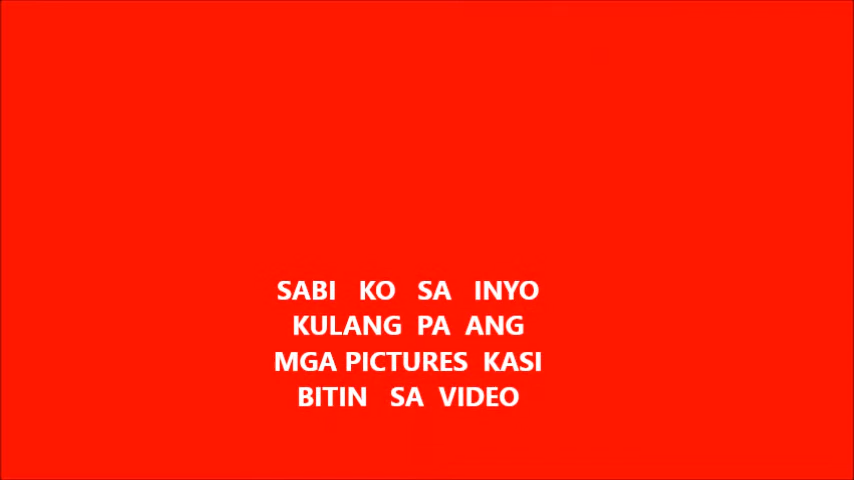 SABI KO SA INYO
KULANG PA ANG
MGA PICTURES KASI
BITIN SA VIDEO